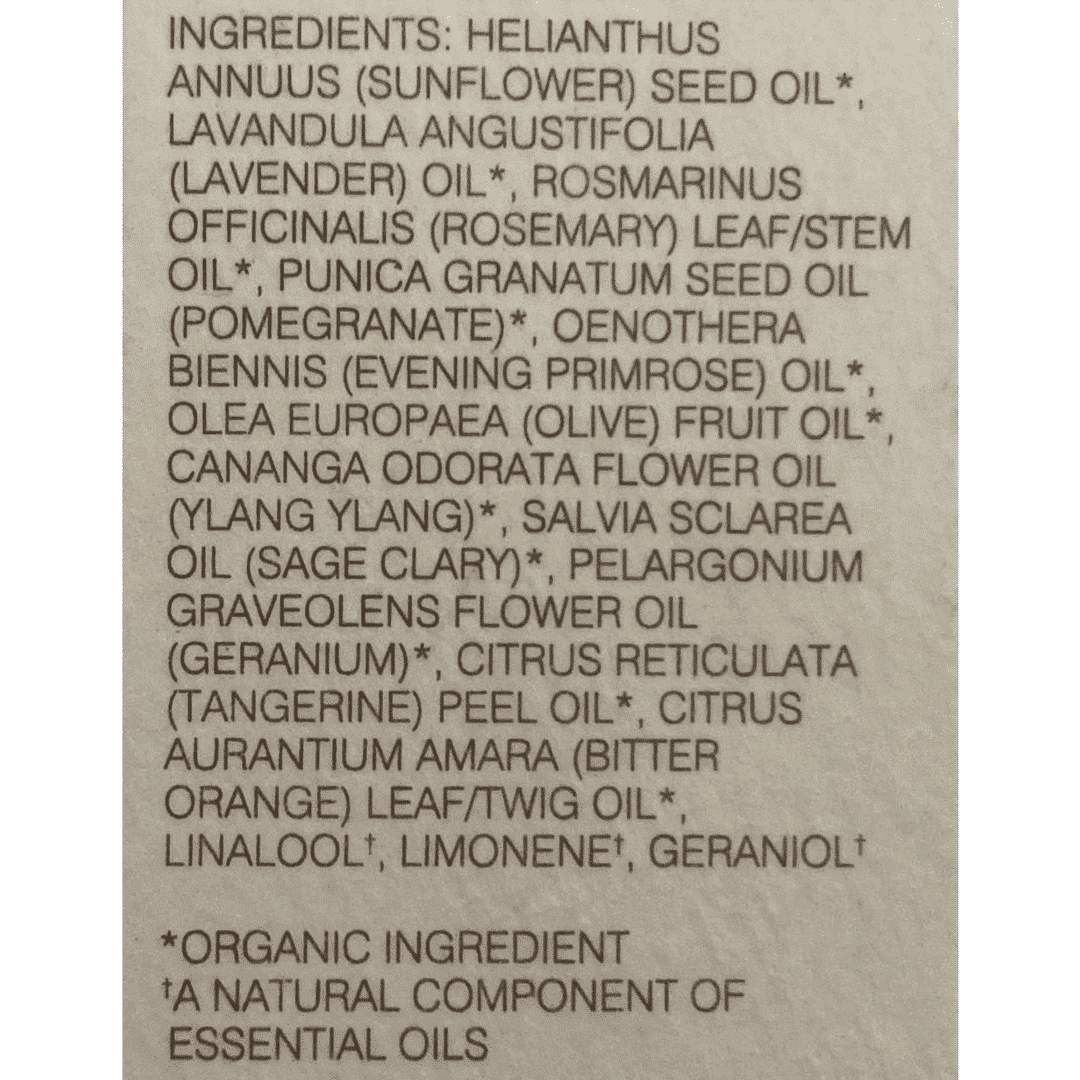 INGREDIENTS: HELIANTHUS
ANNUUS (SUNFLOWER) SEED OIL*,
LAVANDULA ANGUSTIFOLIA
(LAVENDER) OIL*, ROSMARINUS
OFFICINALIS (ROSEMARY) LEAF/STEM
OIL*, PUNICA GRANATUM SEED OIL
(POMEGRANATE)*, OENOTHERA
BIENNIS (EVENING PRIMROSE) OIL*,
OLEA EUROPAEA (OLIVE) FRUIT OIL*,
CANANGA ODORATA FLOWER OIL
(YLANG YLANG)*, SALVIA SCLAREA
OIL (SAGE CLARY)*, PELARGONIUM
GRAVEOLENS FLOWER OIL
(GERANIUM)*, CITRUS RETICULATA
(TANGERINE) PEEL OIL*, CITRUS
AURANTIUM AMARA (BITTER
ORANGE) LEAF/TWIG OIL*,
LINALOOL†, LIMONENE†, GERANIOL†
*ORGANIC INGREDIENT
†A NATURAL COMPONENT OF
ESSENTIAL OILS